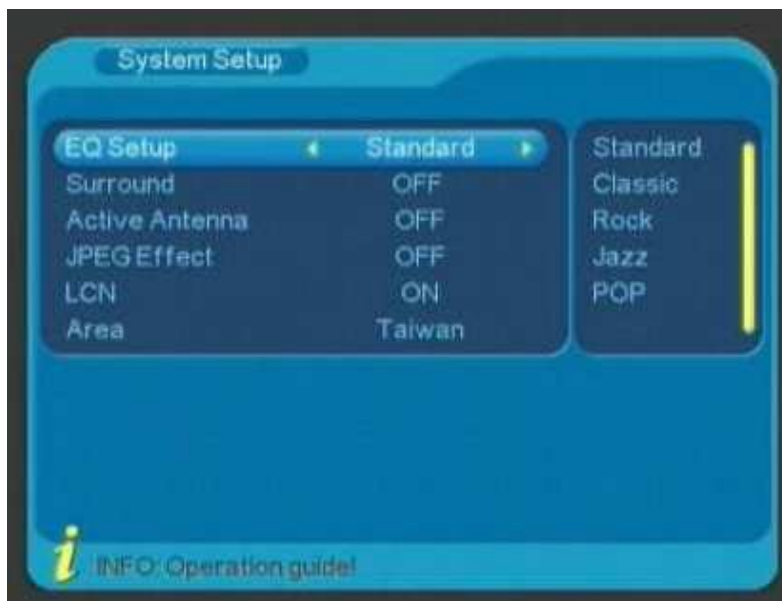 System Setup
EQ Setup Standard
Surround OFF
Active Antenna OFF
JPEG Effect OFF
LCN ON
Area Taiwan
Standard
Classic
Rock
Jazz
POP
i INFO: Operation guide!